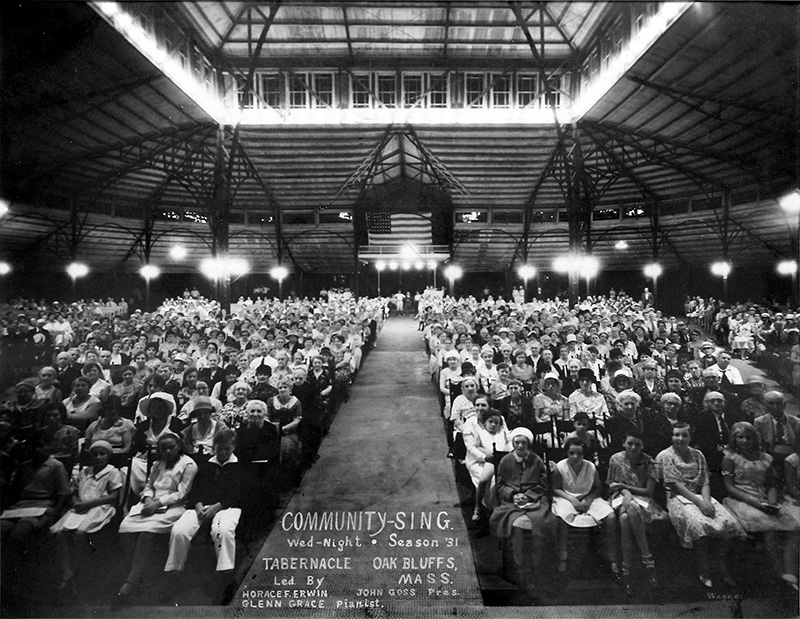 COMMUNITY-SING.
Wed-Night • Season '31
TABERNACLE OAK BLUFFS,
Led By MASS.
HORACE F. ERWIN JOHN GOSS Pres.
GLENN GRACE Pianist.